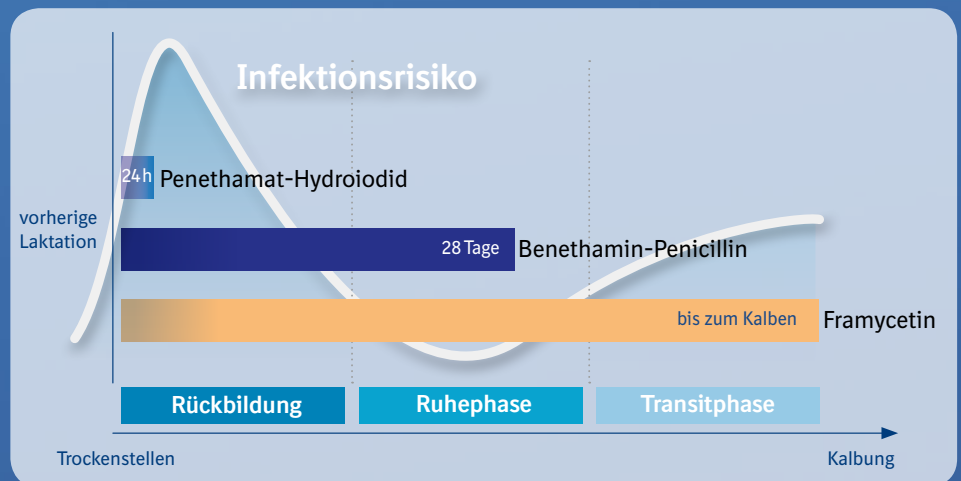 Infektionsrisiko
24 h Penethamat-Hydroiodid
vorherige
Laktation
28 Tage Benethamin-Penicillin
bis zum Kalben Framycetin
Rückbildung Ruhephase Transitphase
Trockenstellen Kalbung